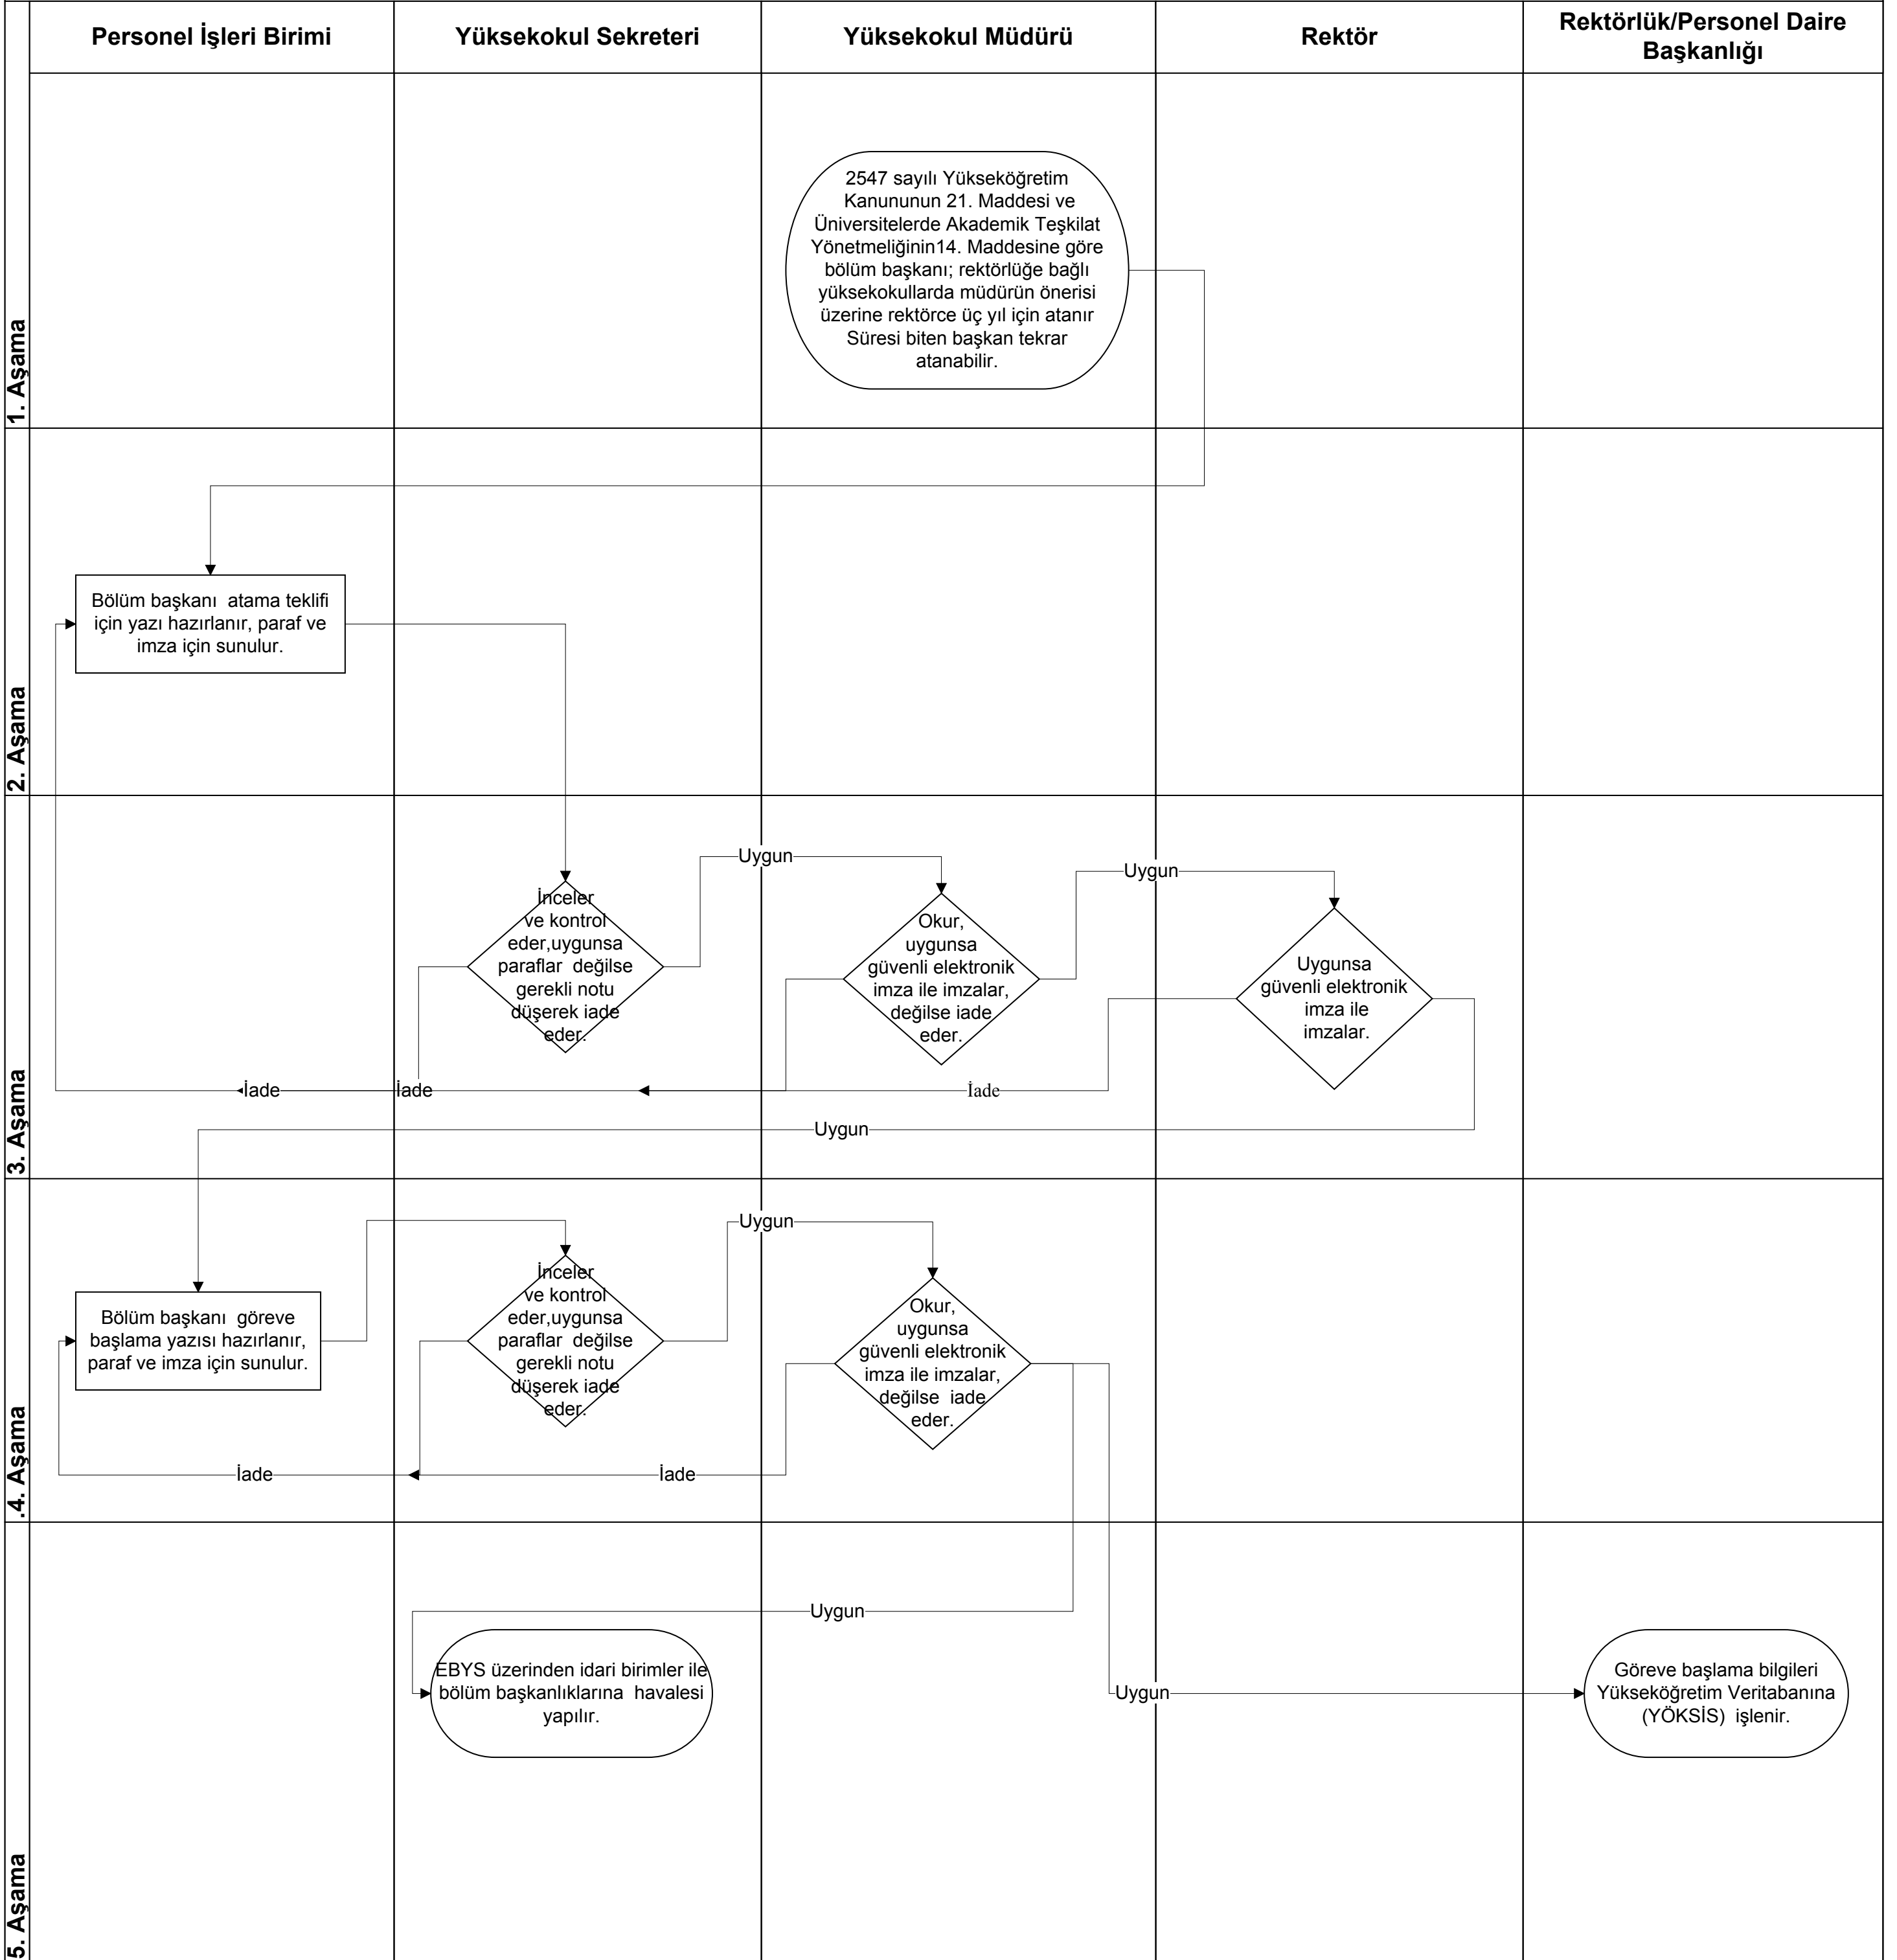 Personel İşleri Birimi
Yüksekokul Sekreteri
Yüksekokul Müdürü
Rektör
Rektörlük/Personel Daire
Başkanlığı
1. Aşama
2547 sayılı Yükseköğretim
Kanununun 21. Maddesi ve
Üniversitelerde Akademik Teşkilat
Yönetmeliğinin14. Maddesine göre
bölüm başkanı; rektörlüğe bağlı
yüksekokullarda müdürün önerisi
üzerine rektörce üç yıl için atanır
Süresi biten başkan tekrar
atanabilir.
2. Aşama
Bölüm başkanı  atama teklifi
için yazı hazırlanır, paraf ve
imza için sunulur.
3. Aşama
Uygun
Uygun
İnceler
ve kontrol
eder,uygunsa
paraflar  değilse
gerekli notu
düşerek iade
eder.
Okur,
uygunsa
güvenli elektronik
imza ile imzalar,
değilse iade
eder.
Uygunsa
güvenli elektronik
imza ile
imzalar.
İade
İade
İade
Uygun
.4. Aşama
Uygun
Bölüm başkanı  göreve
başlama yazısı hazırlanır,
paraf ve imza için sunulur.
İnceler
ve kontrol
eder,uygunsa
paraflar  değilse
gerekli notu
düşerek iade
eder.
Okur,
uygunsa
güvenli elektronik
imza ile imzalar,
değilse  iade
eder.
İade
İade
5. Aşama
Uygun
EBYS üzerinden idari birimler ile
bölüm başkanlıklarına  havalesi
yapılır.
Uygun
Göreve başlama bilgileri
Yükseköğretim Veritabanına
(YÖKSİS)  işlenir.